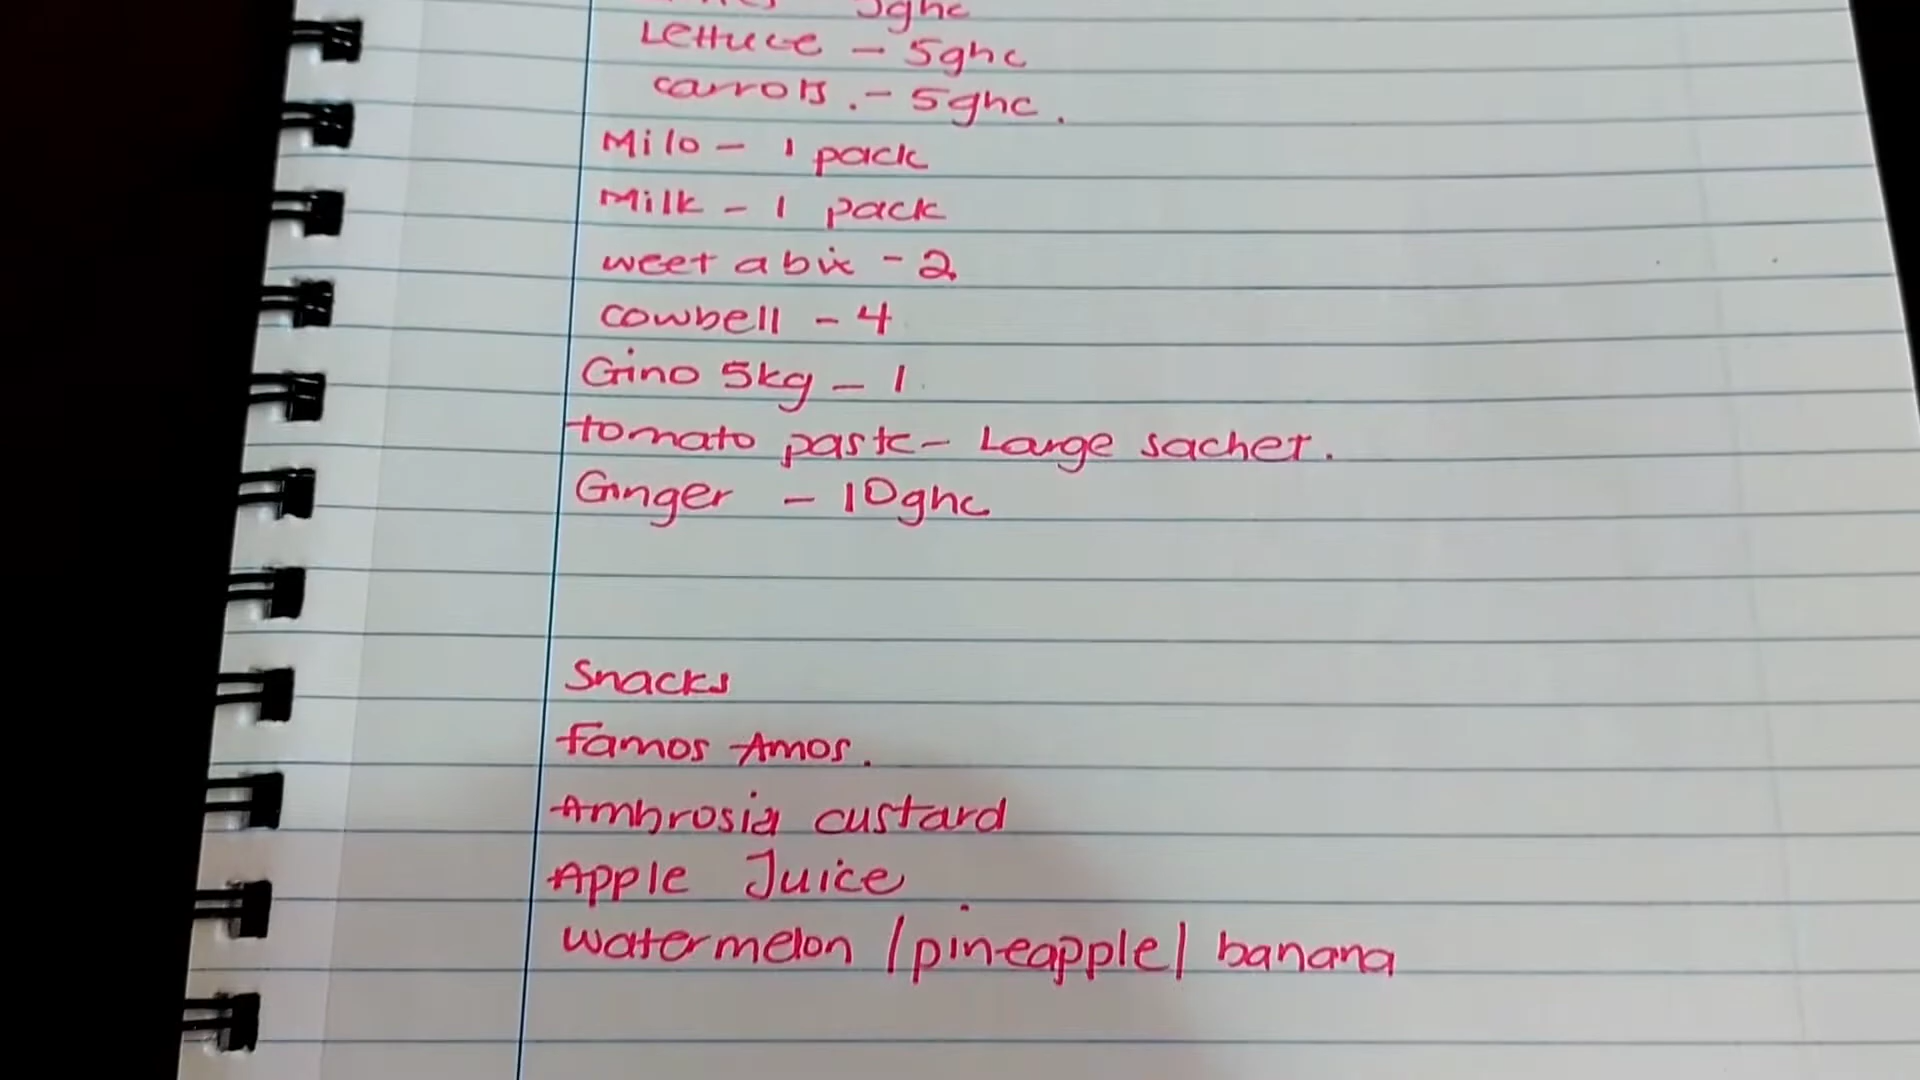 5ghc
Lettuce - 5ghc
carrots. - 5ghc.
Milo - 1 pack
Milk - 1 pack
weet abix - 2
cowbell - 4
Gino 5kg - 1
tomato paste - Large sachet.
Ginger - 10ghc
Snacks
famos Amos.
Ambrosia custard
Apple Juice
watermelon /pineapple/ banana